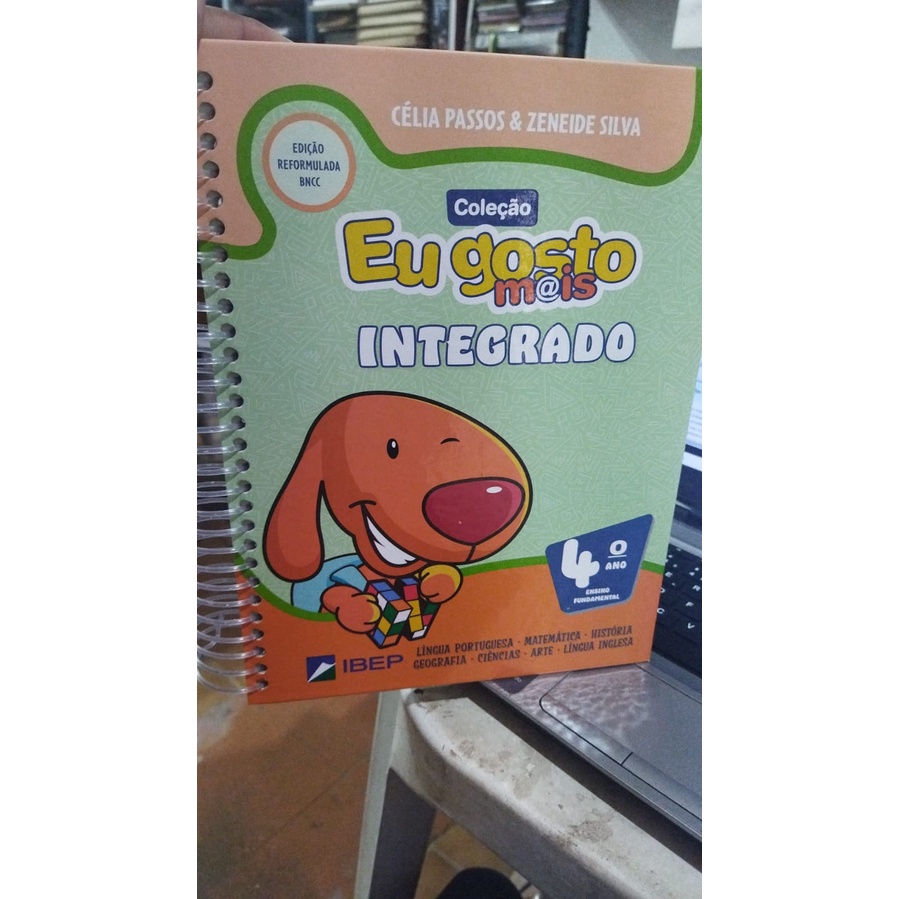 CÉLIA PASSOS & ZENEIDE SILVA
EDIÇÃO
REFORMULADA
BNCC
Coleção
Eu gosto
m@is
INTEGRADO
4º
ANO
ENSINO
FUNDAMENTAL
IBEP
LÍNGUA PORTUGUESA · MATEMÁTICA · HISTÓRIA
GEOGRAFIA · CIÊNCIAS · ARTE · LÍNGUA INGLESA